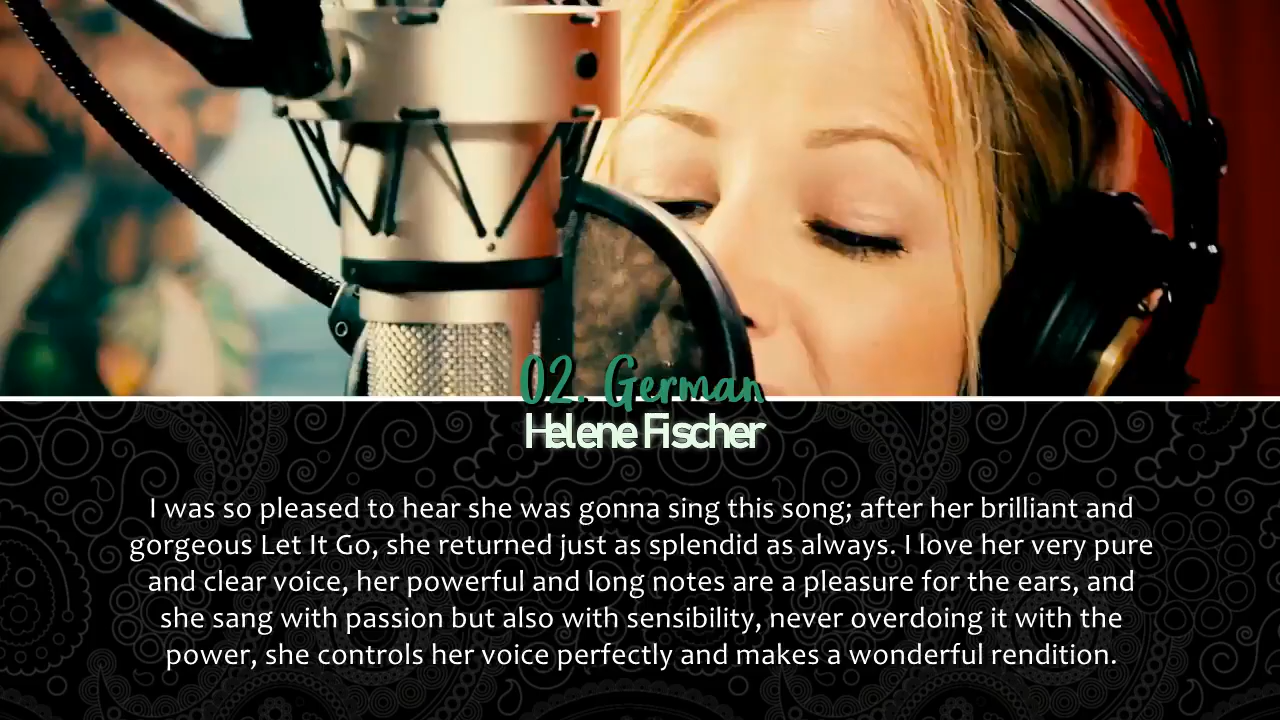 02. German
Helene Fischer
I was so pleased to hear she was gonna sing this song; after her brilliant and
gorgeous Let It Go, she returned just as splendid as always. I love her very pure
and clear voice, her powerful and long notes are a pleasure for the ears, and
she sang with passion but also with sensibility, never overdoing it with the
power, she controls her voice perfectly and makes a wonderful rendition.